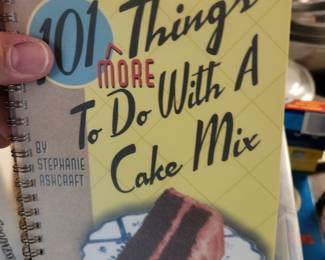 101 Things
MORE
To Do With A
Cake Mix
BY
STEPHANIE
ASHCRAFT